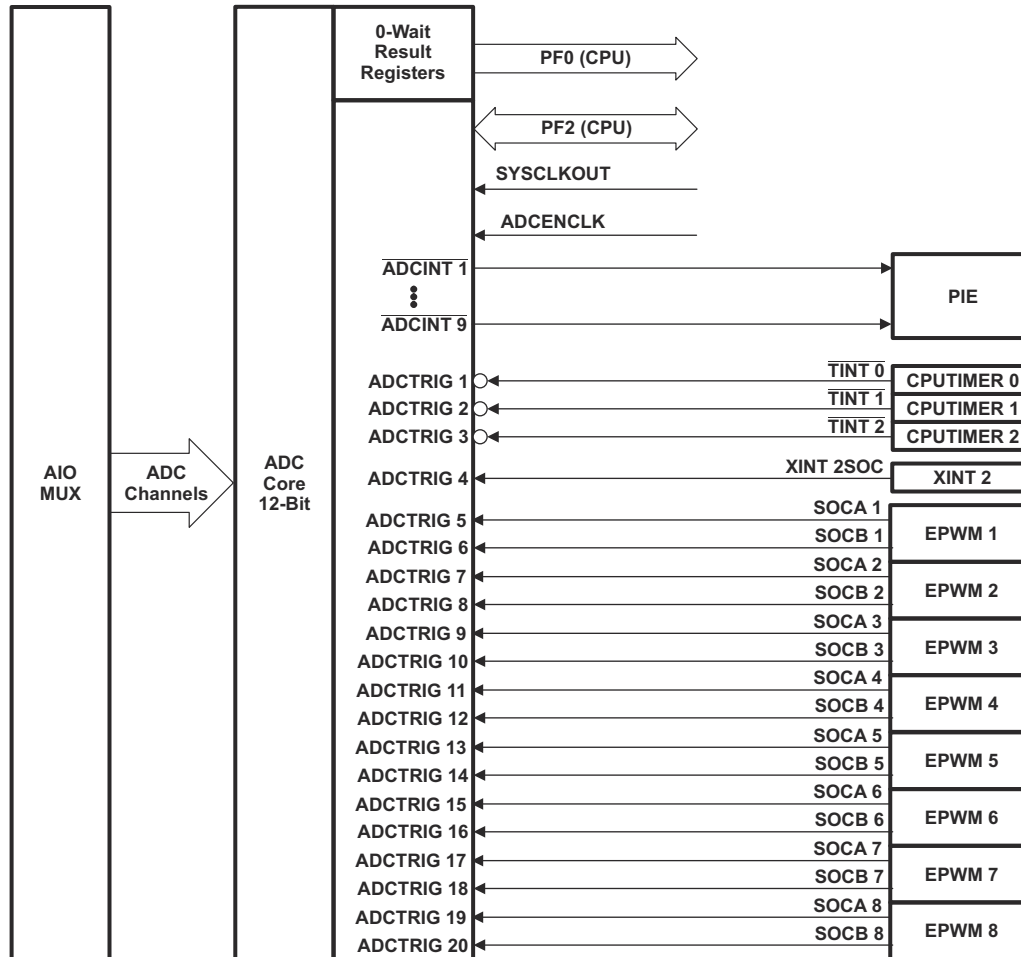 0-Wait
Result
Registers
PF0 (CPU)
PF2 (CPU)
SYSCLKOUT
ADCENCLK
ADCINT 1
ADCINT 9
PIE
AIO
MUX
ADC
Channels
ADC
Core
12-Bit
ADCTRIG 1
TINT 0
CPUTIMER 0
ADCTRIG 2
TINT 1
CPUTIMER 1
ADCTRIG 3
TINT 2
CPUTIMER 2
ADCTRIG 4
XINT 2SOC
XINT 2
ADCTRIG 5
SOCA 1
ADCTRIG 6
SOCB 1
EPWM 1
ADCTRIG 7
SOCA 2
ADCTRIG 8
SOCB 2
EPWM 2
ADCTRIG 9
SOCA 3
ADCTRIG 10
SOCB 3
EPWM 3
ADCTRIG 11
SOCA 4
ADCTRIG 12
SOCB 4
EPWM 4
ADCTRIG 13
SOCA 5
ADCTRIG 14
SOCB 5
EPWM 5
ADCTRIG 15
SOCA 6
ADCTRIG 16
SOCB 6
EPWM 6
ADCTRIG 17
SOCA 7
ADCTRIG 18
SOCB 7
EPWM 7
ADCTRIG 19
SOCA 8
ADCTRIG 20
SOCB 8
EPWM 8